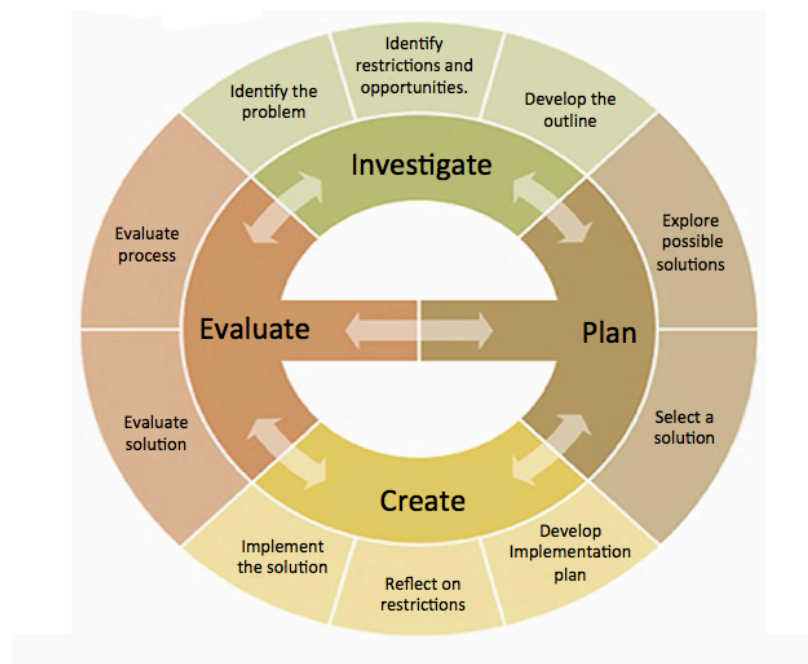 Identify
restrictions and
opportunities.
Identify the
problem
Develop the
outline
Investigate
Evaluate
process
Explore
possible
solutions
Evaluate
Plan
Evaluate
solution
Select a
solution
Create
Implement
the solution
Reflect on
restrictions
Develop
Implementation
plan